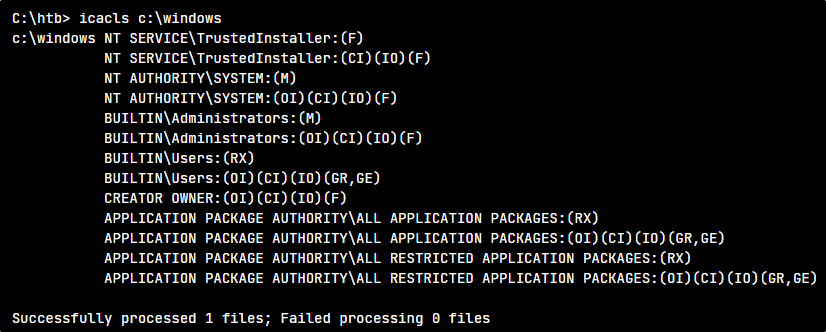 C:\htb> icacls c:\windows
c:\windows NT SERVICE\TrustedInstaller:(F)
NT SERVICE\TrustedInstaller:(CI)(IO)(F)
NT AUTHORITY\SYSTEM:(M)
NT AUTHORITY\SYSTEM:(OI)(CI)(IO)(F)
BUILTIN\Administrators:(M)
BUILTIN\Administrators:(OI)(CI)(IO)(F)
BUILTIN\Users:(RX)
BUILTIN\Users:(OI)(CI)(IO)(GR,GE)
CREATOR OWNER:(OI)(CI)(IO)(F)
APPLICATION PACKAGE AUTHORITY\ALL APPLICATION PACKAGES:(RX)
APPLICATION PACKAGE AUTHORITY\ALL APPLICATION PACKAGES:(OI)(CI)(IO)(GR,GE)
APPLICATION PACKAGE AUTHORITY\ALL RESTRICTED APPLICATION PACKAGES:(RX)
APPLICATION PACKAGE AUTHORITY\ALL RESTRICTED APPLICATION PACKAGES:(OI)(CI)(IO)(GR,GE)
Successfully processed 1 files; Failed processing 0 files